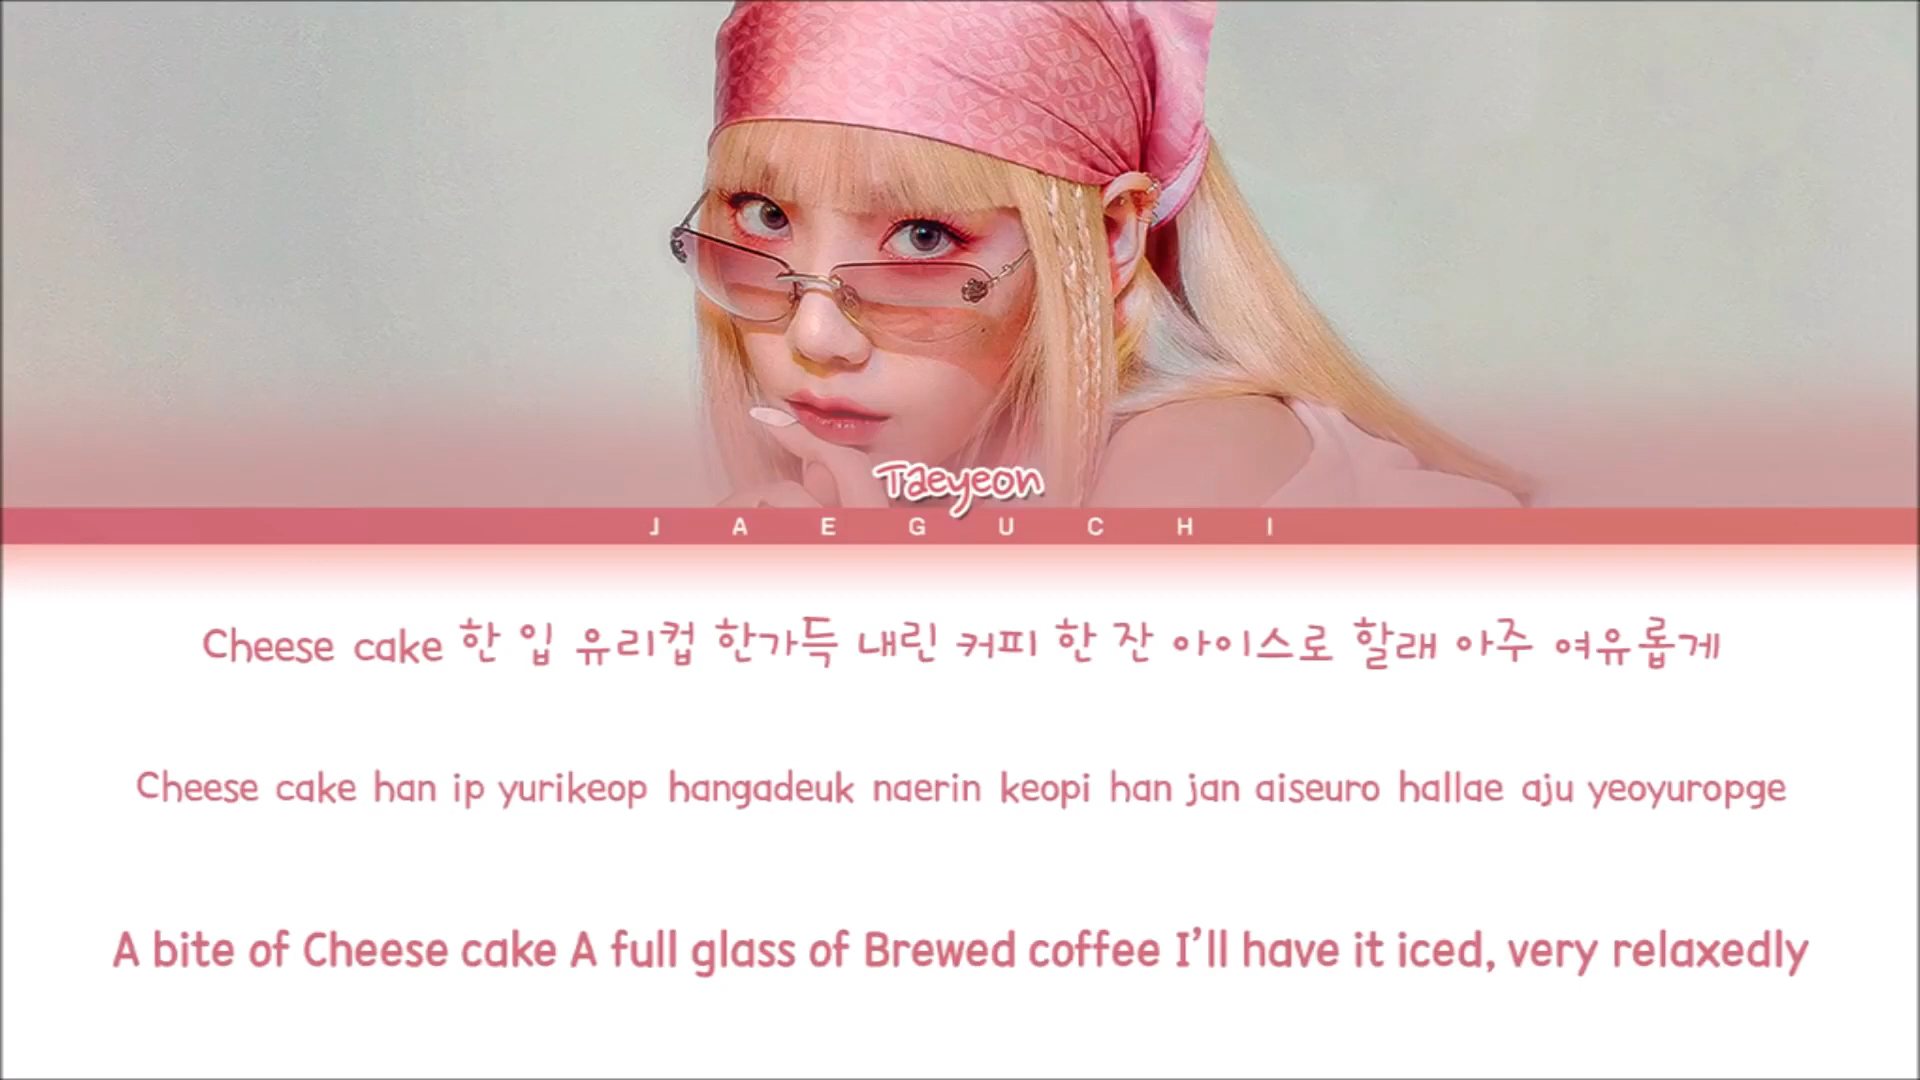 Taeyeon
JAEGUCHI
Cheese cake 한 입 유리컵 한가득 내린 커피 한 잔 아이스로 할래 아주 여유롭게
Cheese cake han ip yurikeop hangadeuk naerin keopi han jan aiseuro hallae aju yeoyuropge
A bite of Cheese cake A full glass of Brewed coffee I’ll have it iced, very relaxedly